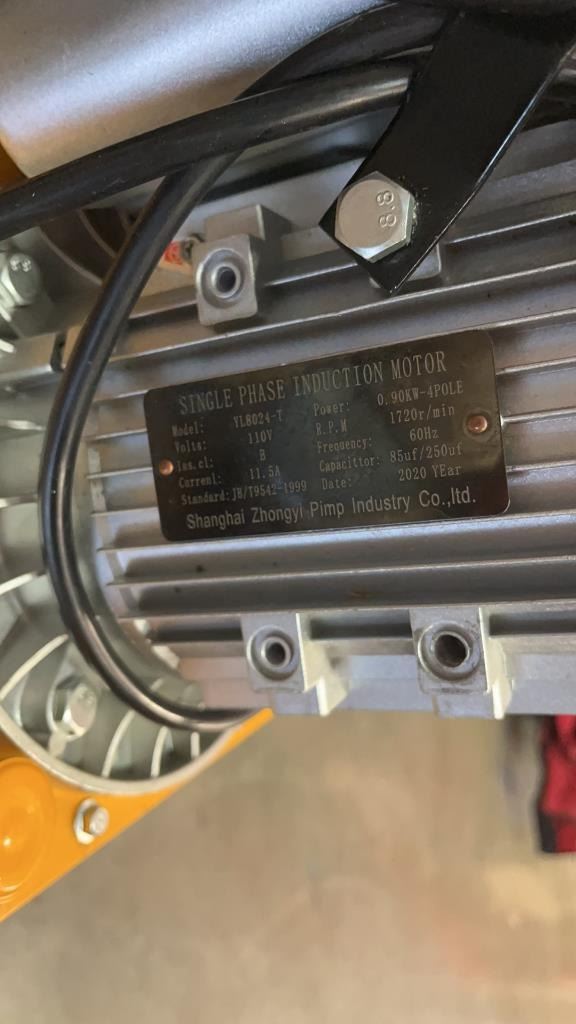 8.8
SINGLE PHASE INDUCTION MOTOR
Model: YL8024-T Power: 0.90KW-4POLE
Volts: 110V R.P.M 1720r/min
Ins.cl: B Frequency: 60Hz
Current: 11.5A Capacittor: 85uf/250uf
Standard:JB/T9542-1999 Date: 2020 YEar
Shanghai Zhongyi Pimp Industry Co.,ltd.